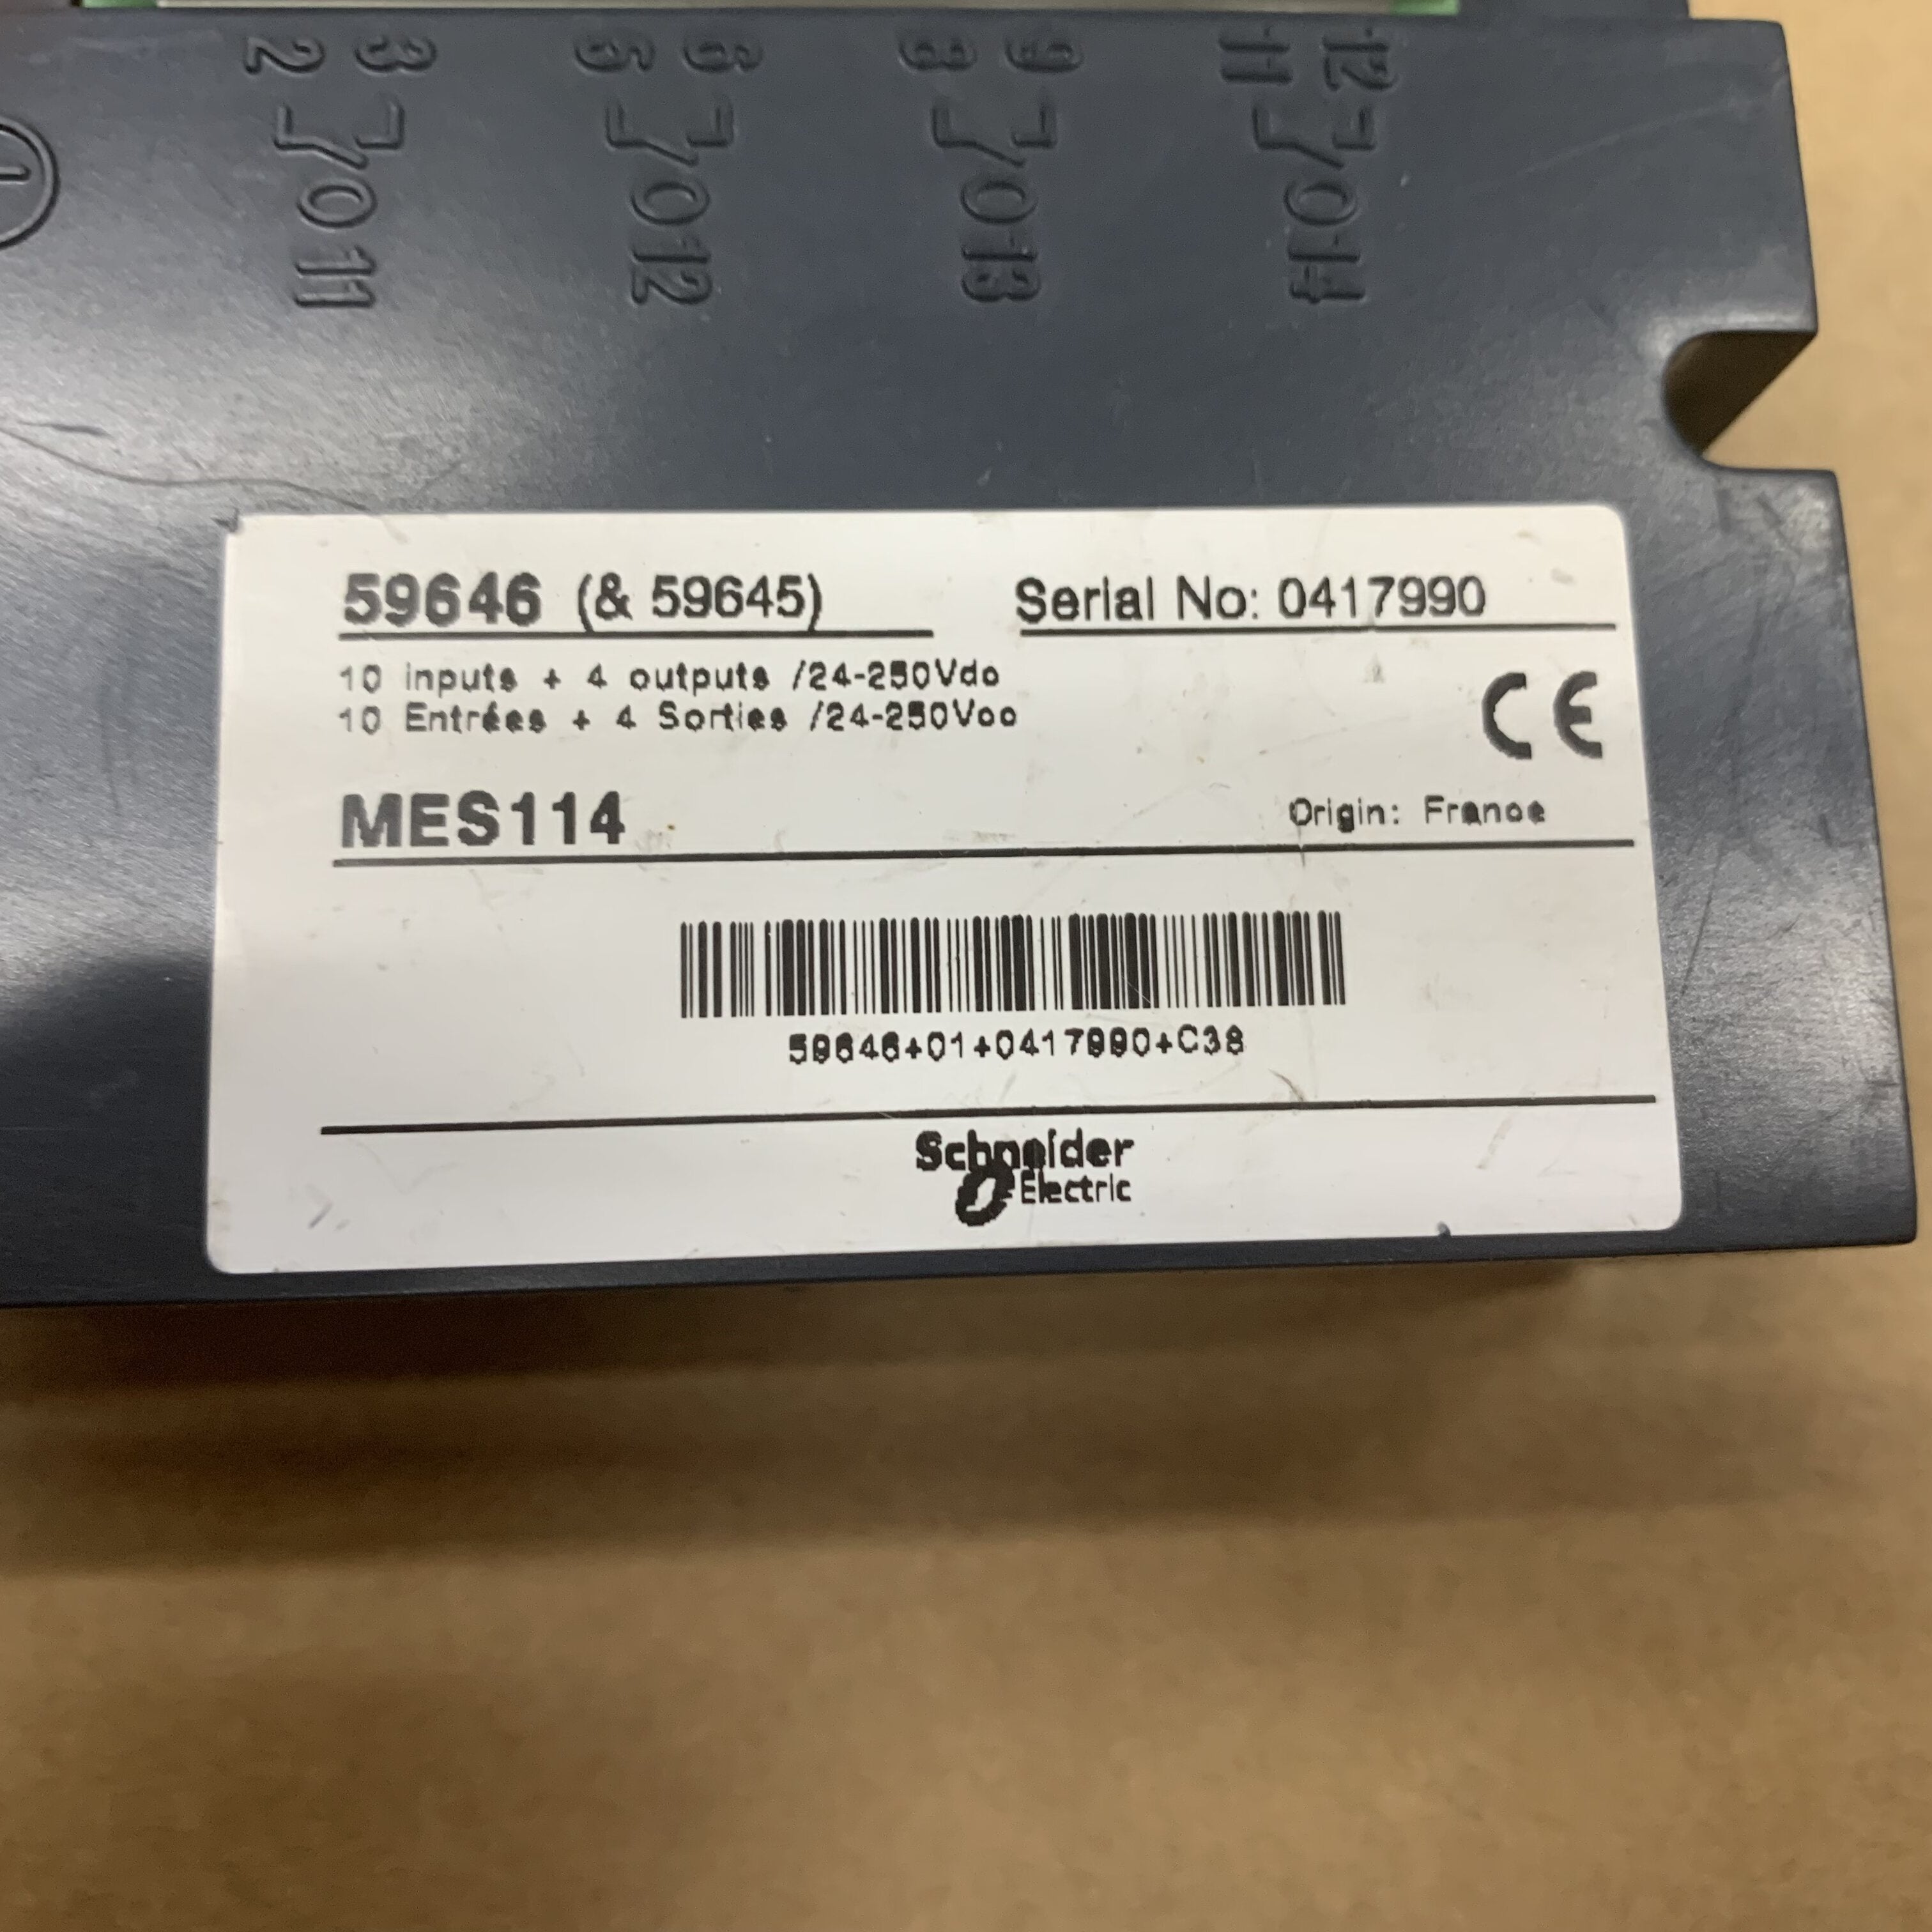 3 6 9 12
2 5 8 11
O11 O12 O13 O14
59646 (& 59645)
Serial No: 0417990
10 inputs + 4 outputs /24-250Vdc
10 Entrées + 4 Sorties /24-250Vcc
CE
MES114
Origin: France
59646+01+0417990+C38
Schneider
Electric